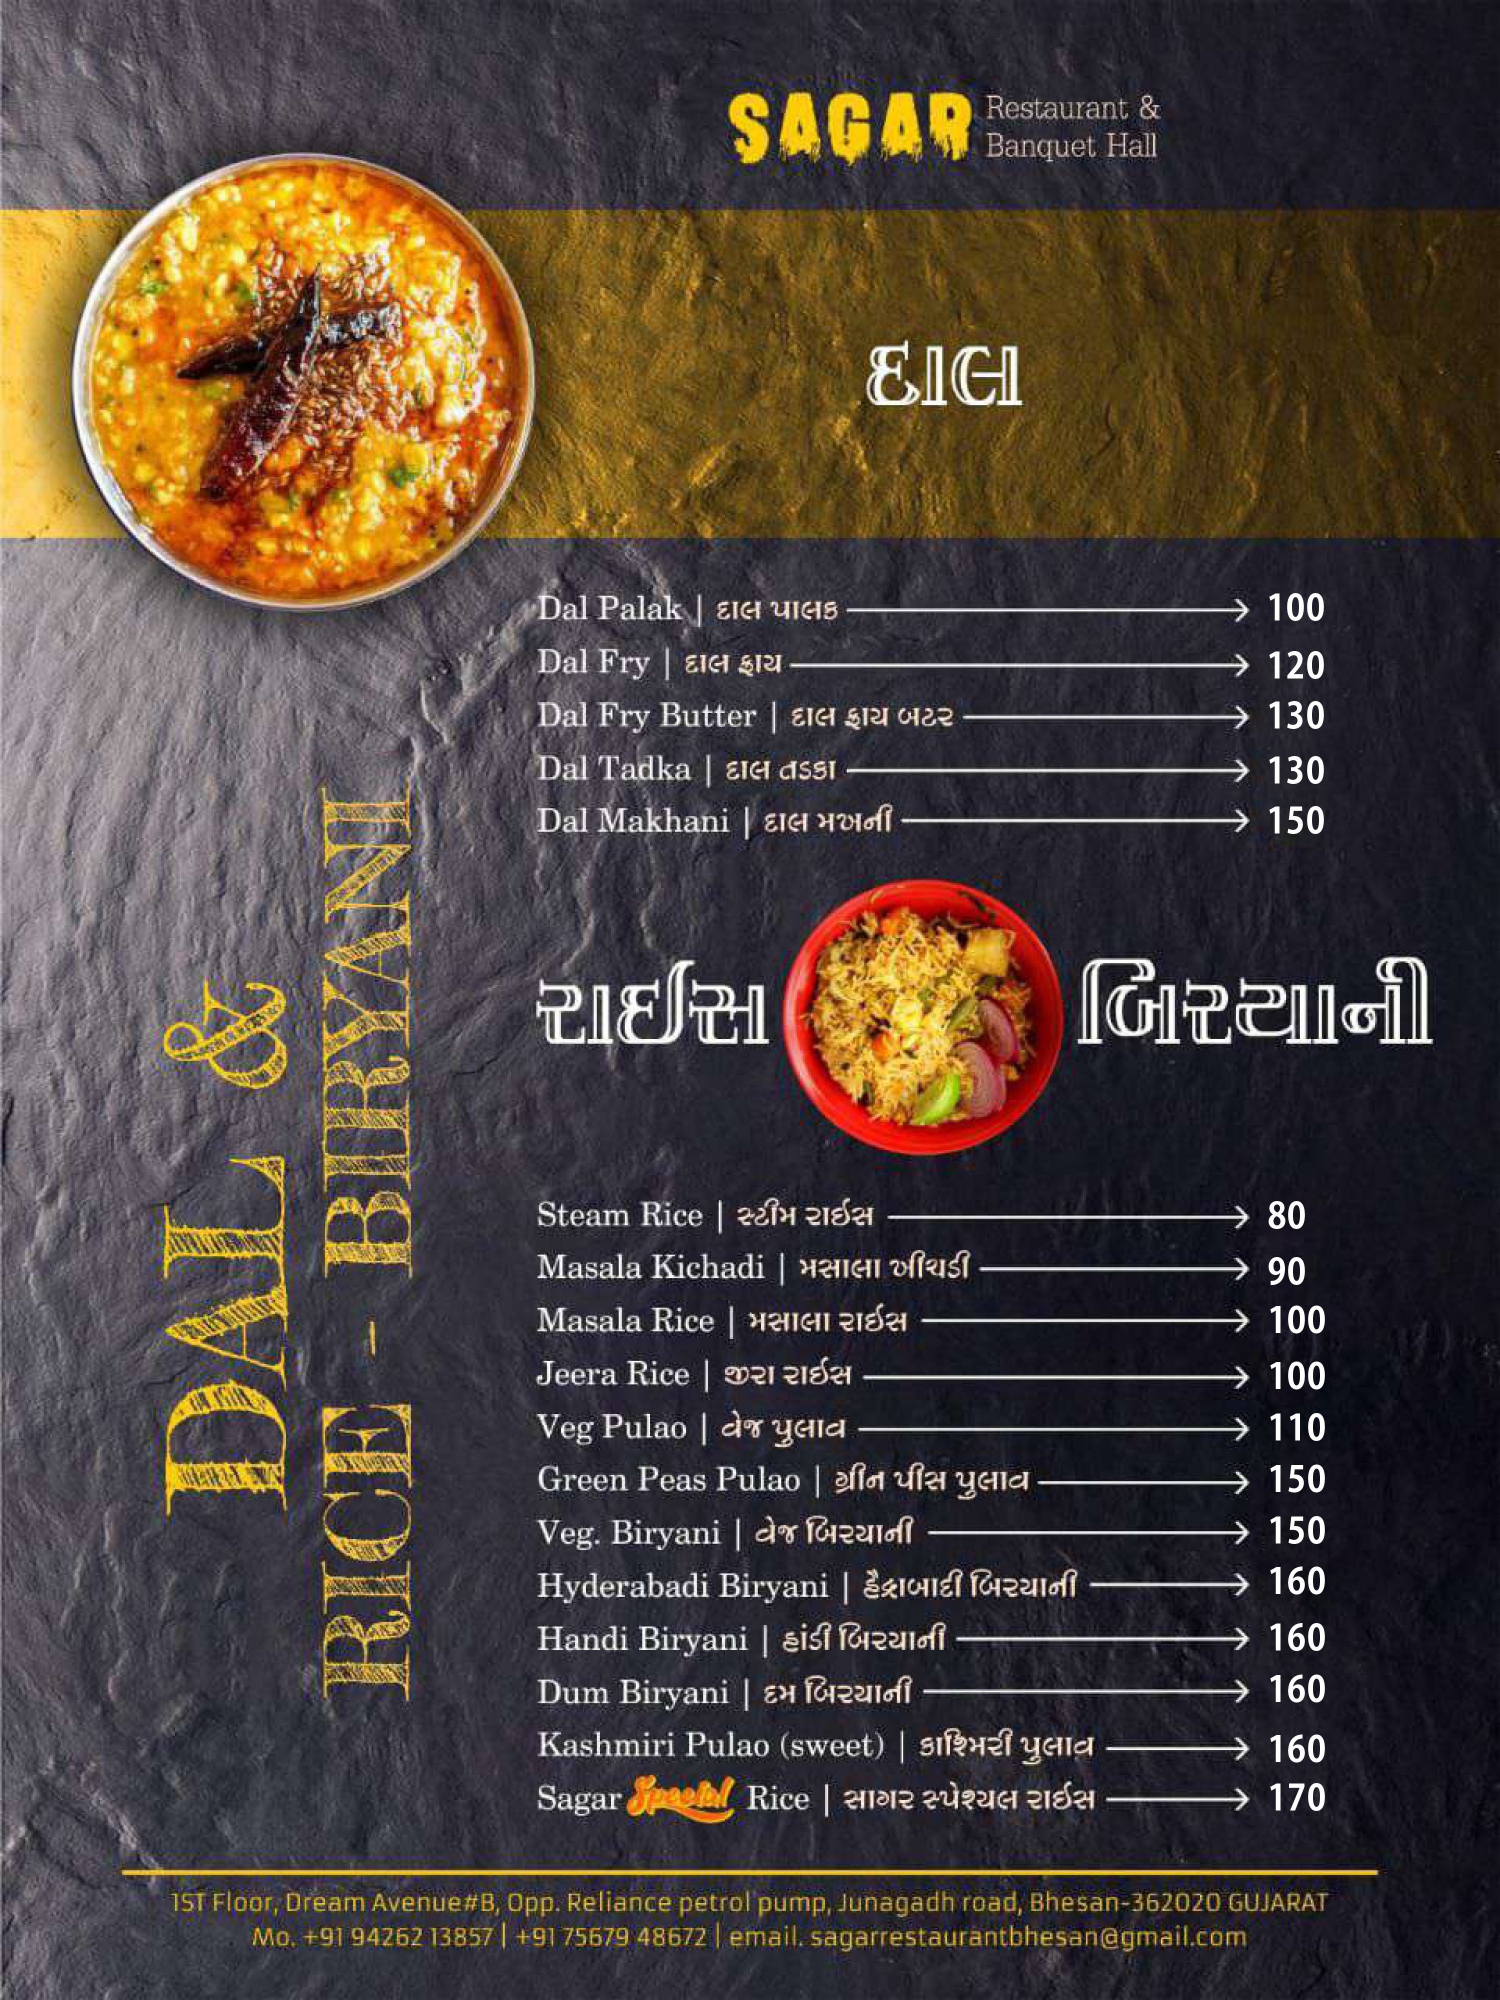 SAGAR Restaurant &
Banquet Hall
દાલ
Dal Palak | દાલ પાલક 100
Dal Fry | દાલ ફ્રાય 120
Dal Fry Butter | દાલ ફ્રાય બટર 130
Dal Tadka | દાલ તડકા 130
Dal Makhani | દાલ મખની 150
DAL &
RICE - BIRYANI
રાઈસ બિરયાની
Steam Rice | સ્ટીમ રાઇસ 80
Masala Kichadi | મસાલા ખીચડી 90
Masala Rice | મસાલા રાઇસ 100
Jeera Rice | જીરા રાઇસ 100
Veg Pulao | વેજ પુલાવ 110
Green Peas Pulao | ગ્રીન પીસ પુલાવ 150
Veg. Biryani | વેજ બિરયાની 150
Hyderabadi Biryani | હૈદ્રાબાદી બિરયાની 160
Handi Biryani | હાંડી બિરયાની 160
Dum Biryani | દમ બિરયાની 160
Kashmiri Pulao (sweet) | કાશ્મિરી પુલાવ 160
Sagar Special Rice | સાગર સ્પેશ્યલ રાઇસ 170
1ST Floor, Dream Avenue#B, Opp. Reliance petrol pump, Junagadh road, Bhesan-362020 GUJARAT
Mo. +91 94262 13857 | +91 75679 48672 | email. sagarrestaurantbhesan@gmail.com